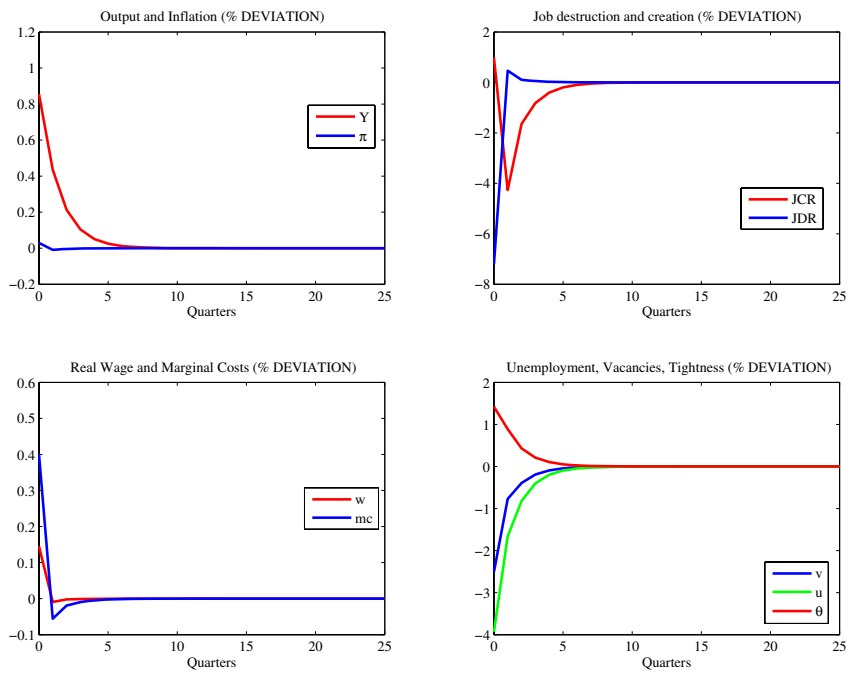 Output and Inflation (% DEVIATION)
1.2
1
0.8
0.6
0.4
0.2
0
−0.2
0 5 10 15 20 25
Quarters
Y
π
Job destruction and creation (% DEVIATION)
2
0
−2
−4
−6
−8
0 5 10 15 20 25
Quarters
JCR
JDR
Real Wage and Marginal Costs (% DEVIATION)
0.6
0.5
0.4
0.3
0.2
0.1
0
−0.1
0 5 10 15 20 25
Quarters
w
mc
Unemployment, Vacancies, Tightness (% DEVIATION)
2
1
0
−1
−2
−3
−4
0 5 10 15 20 25
Quarters
v
u
θ